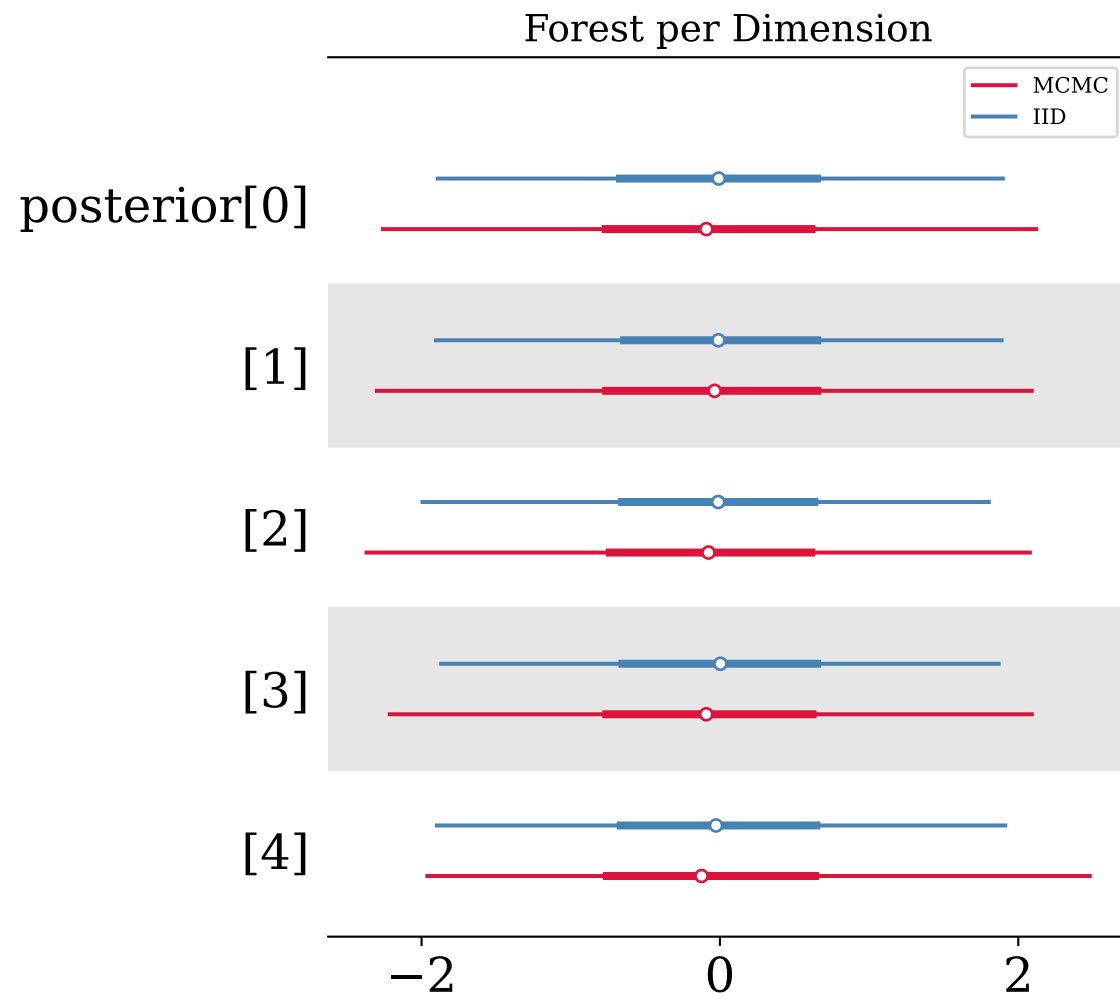 Forest per Dimension
MCMC
IID
posterior[0]
[1]
[2]
[3]
[4]
−2 0 2